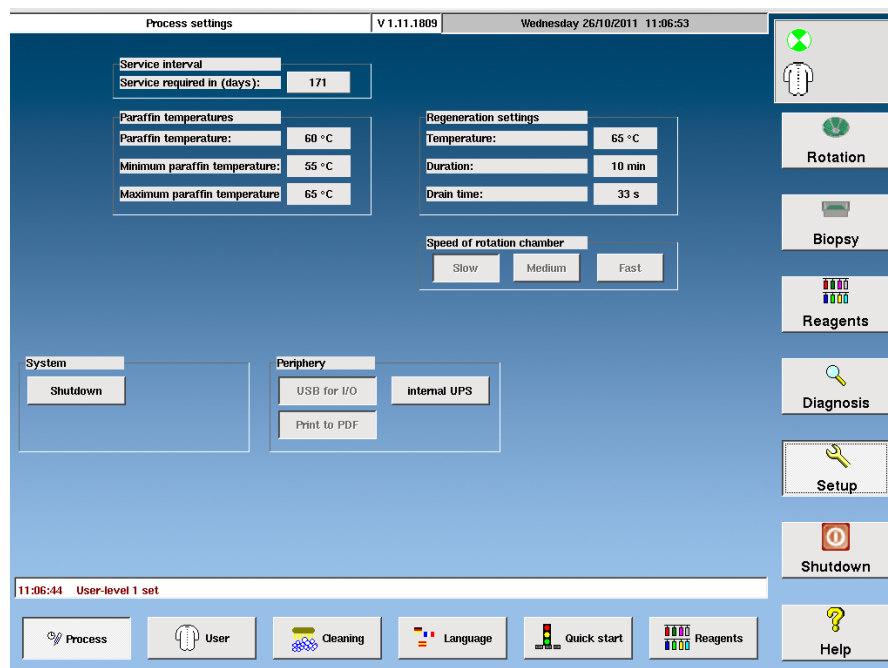 Process settings V 1.11.1809 Wednesday 26/10/2011 11:06:53
Service interval
Service required in (days): 171
Paraffin temperatures
Paraffin temperature: 60 °C
Minimum paraffin temperature: 55 °C
Maximum paraffin temperature 65 °C
Regeneration settings
Temperature: 65 °C
Duration: 10 min
Drain time: 33 s
Speed of rotation chamber
Slow Medium Fast
System
Shutdown
Periphery
USB for I/O internal UPS
Print to PDF
11:06:44 User-level 1 set
Process User Cleaning Language Quick start Reagents
Rotation
Biopsy
Reagents
Diagnosis
Setup
Shutdown
Help